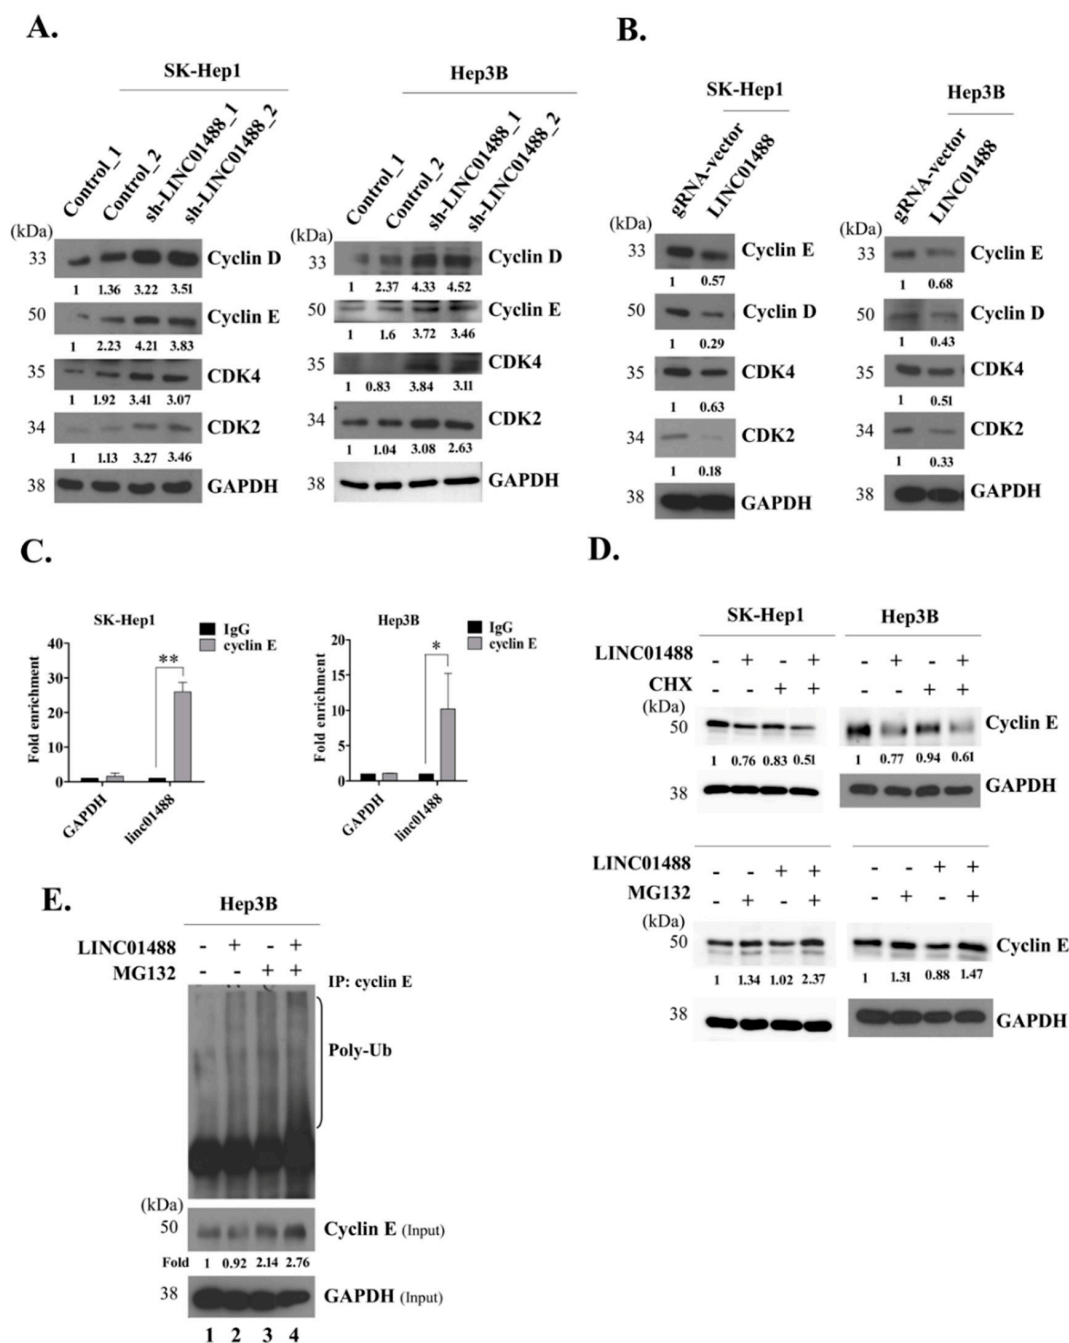 A.
SK-Hep1
Control_1
Control_2
sh-LINC01488_1
sh-LINC01488_2
(kDa)
33
Cyclin D
1 1.36 3.22 3.51
50
Cyclin E
1 2.23 4.21 3.83
35
CDK4
1 1.92 3.41 3.07
34
CDK2
1 1.13 3.27 3.46
38
GAPDH
Hep3B
Control_1
Control_2
sh-LINC01488_1
sh-LINC01488_2
(kDa)
33
Cyclin D
1 2.37 4.33 4.52
50
Cyclin E
1 1.6 3.72 3.46
35
CDK4
1 0.83 3.84 3.11
34
CDK2
1 1.04 3.08 2.63
38
GAPDH
B.
SK-Hep1
gRNA-vector
LINC01488
(kDa)
33
Cyclin E
1 0.57
50
Cyclin D
1 0.29
35
CDK4
1 0.63
34
CDK2
1 0.18
38
GAPDH
Hep3B
gRNA-vector
LINC01488
(kDa)
33
Cyclin E
1 0.68
50
Cyclin D
1 0.43
35
CDK4
1 0.51
34
CDK2
1 0.33
38
GAPDH
C.
SK-Hep1
IgG
cyclin E
Fold enrichment
40
30
20
10
0
**
GAPDH
linc01488
Hep3B
IgG
cyclin E
Fold enrichment
20
15
10
5
0
*
GAPDH
linc01488
D.
SK-Hep1
Hep3B
LINC01488 - + - + - + - +
CHX - - + + - - + +
(kDa)
50
Cyclin E
1 0.76 0.83 0.51 1 0.77 0.94 0.61
38
GAPDH
LINC01488 - - + + - - + +
MG132 - + - + - + - +
(kDa)
50
Cyclin E
1 1.34 1.02 2.37 1 1.31 0.88 1.47
38
GAPDH
E.
Hep3B
LINC01488 - + - +
MG132 - - + +
IP: cyclin E
Poly-Ub
(kDa)
50
Cyclin E (Input)
Fold 1 0.92 2.14 2.76
38
GAPDH (Input)
1 2 3 4